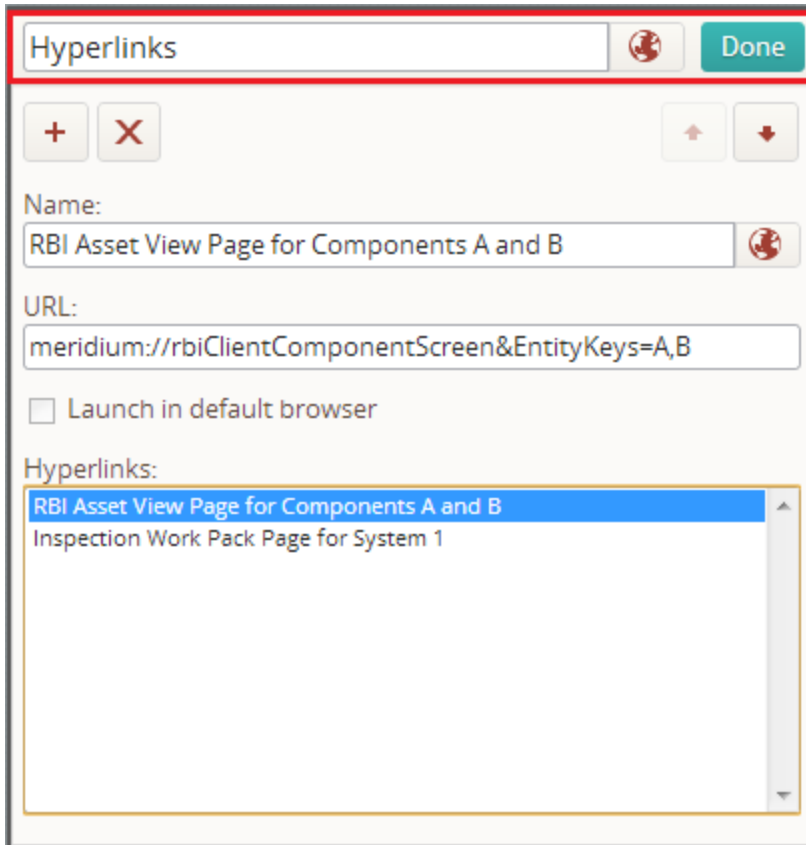 Hyperlinks
Done
Name:
RBI Asset View Page for Components A and B
URL:
meridium://rbiClientComponentScreen&EntityKeys=A,B
Launch in default browser
Hyperlinks:
RBI Asset View Page for Components A and B
Inspection Work Pack Page for System 1